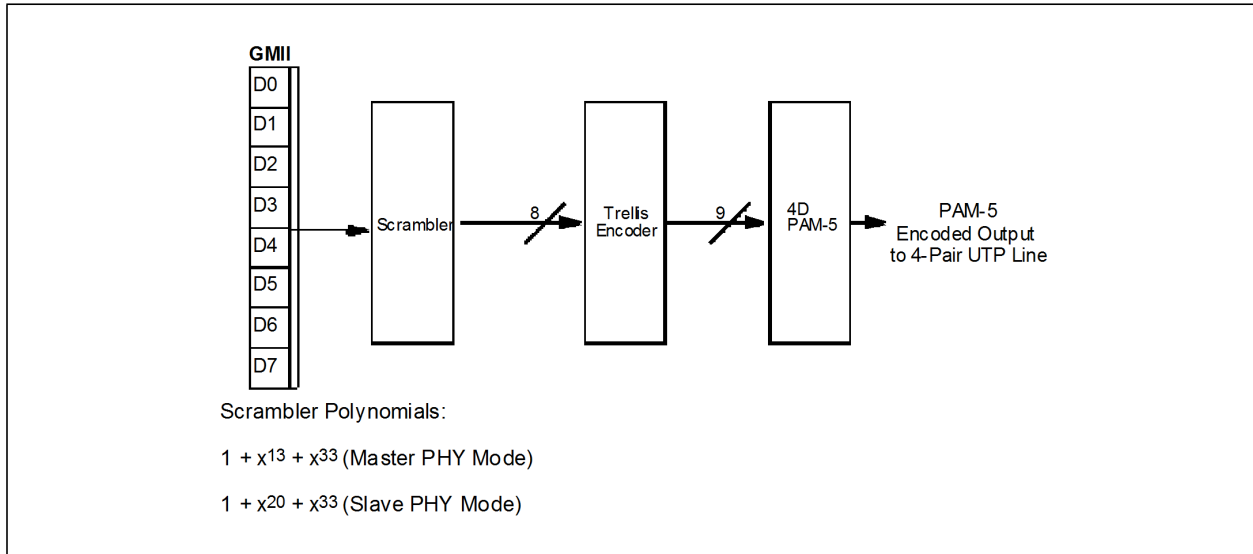 GMII
D0
D1
D2
D3
D4
D5
D6
D7
Scrambler
8
Trellis
Encoder
9
4D
PAM-5
PAM-5
Encoded Output
to 4-Pair UTP Line
Scrambler Polynomials:
1 + x13 + x33 (Master PHY Mode)
1 + x20 + x33 (Slave PHY Mode)